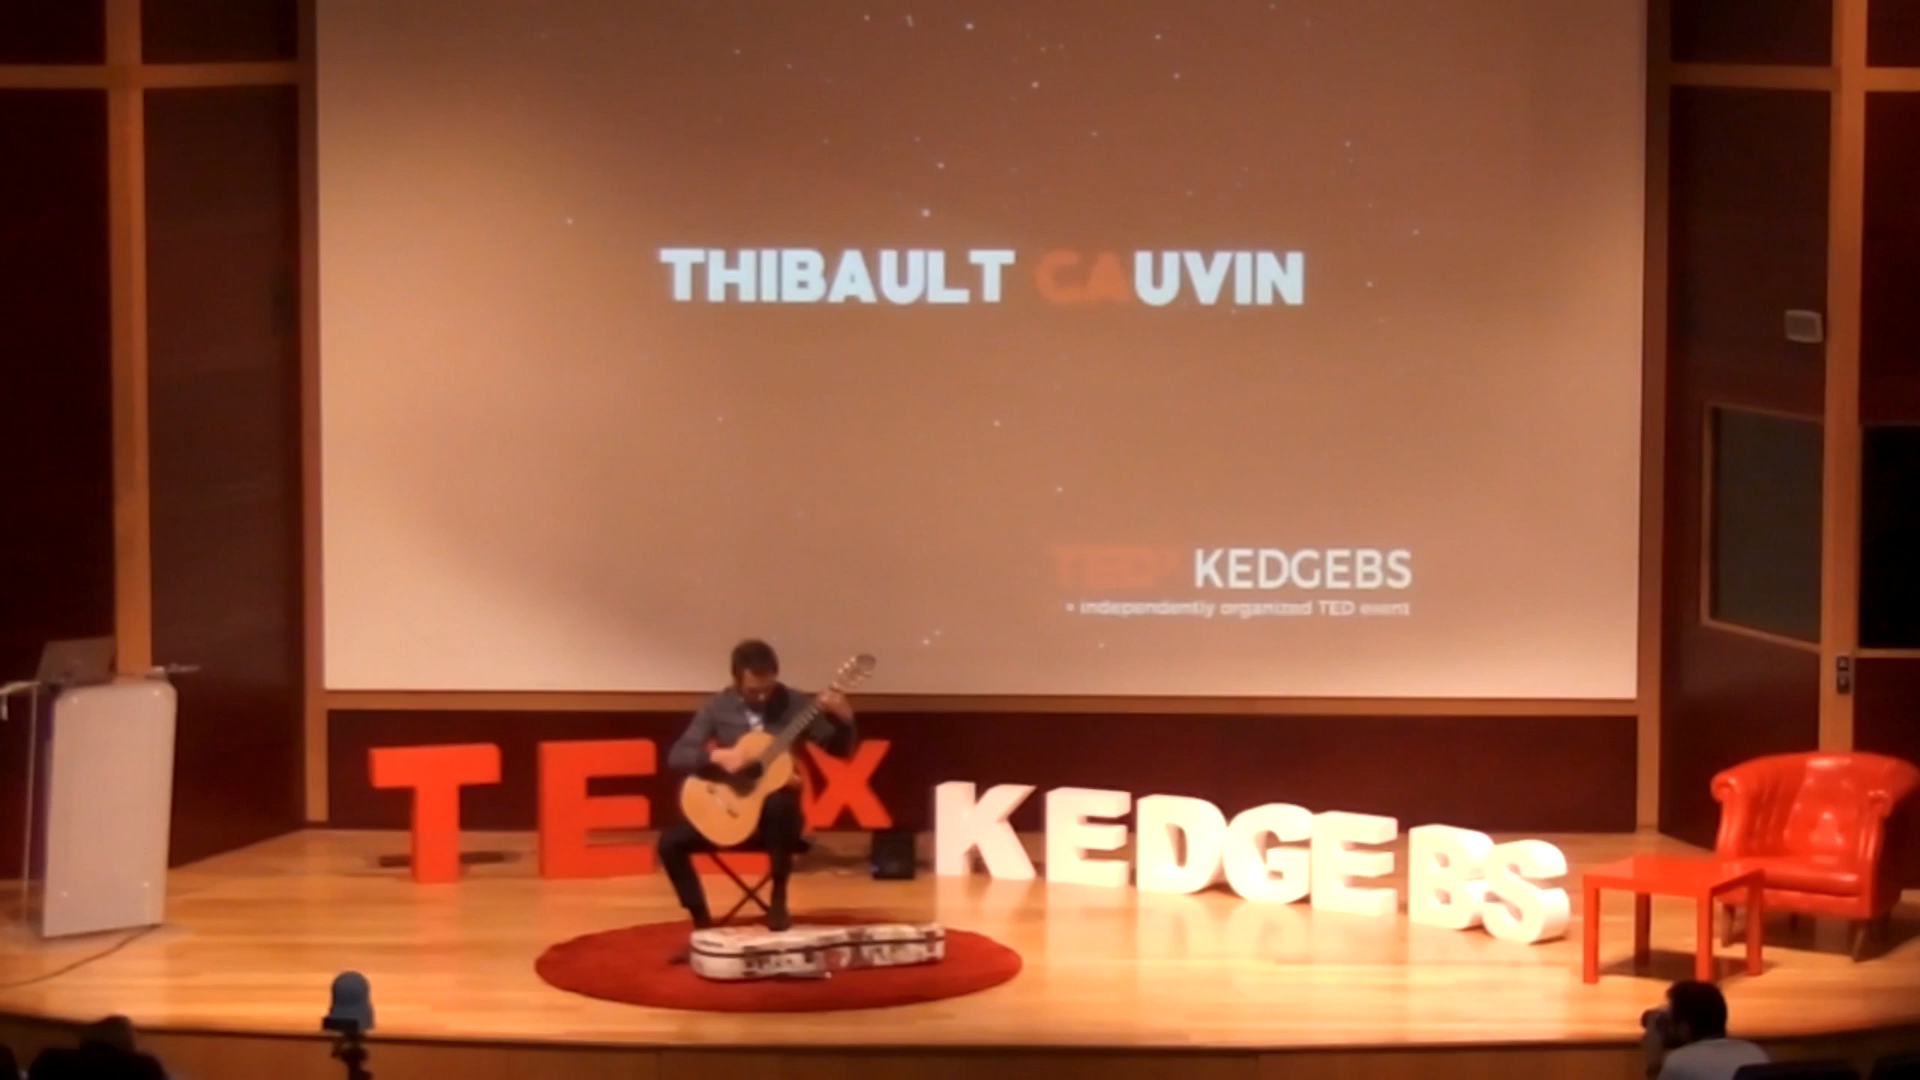 THIBAULT CAUVIN
TEDx KEDGEBS
independently organized TED event
TEDx KEDGEBS